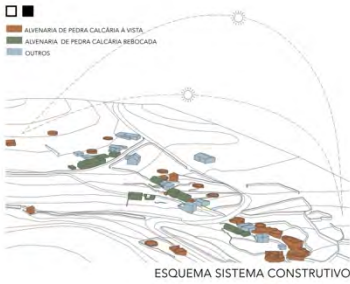 ALVENARIA DE PEDRA CALCÁRIA À VISTA
ALVENARIA DE PEDRA CALCÁRIA REBOCADA
OUTROS
ESQUEMA SISTEMA CONSTRUTIVO